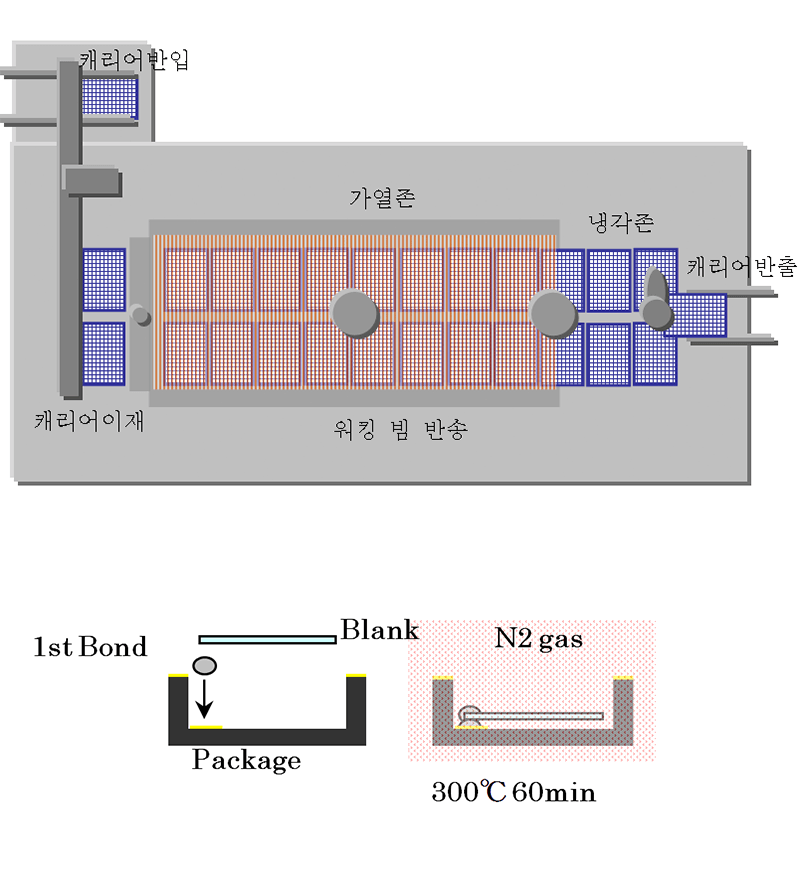 캐리어반입
가열존
냉각존
캐리어반출
캐리어이재
워킹 빔 반송
1st Bond
Blank
N2 gas
Package
300℃ 60min